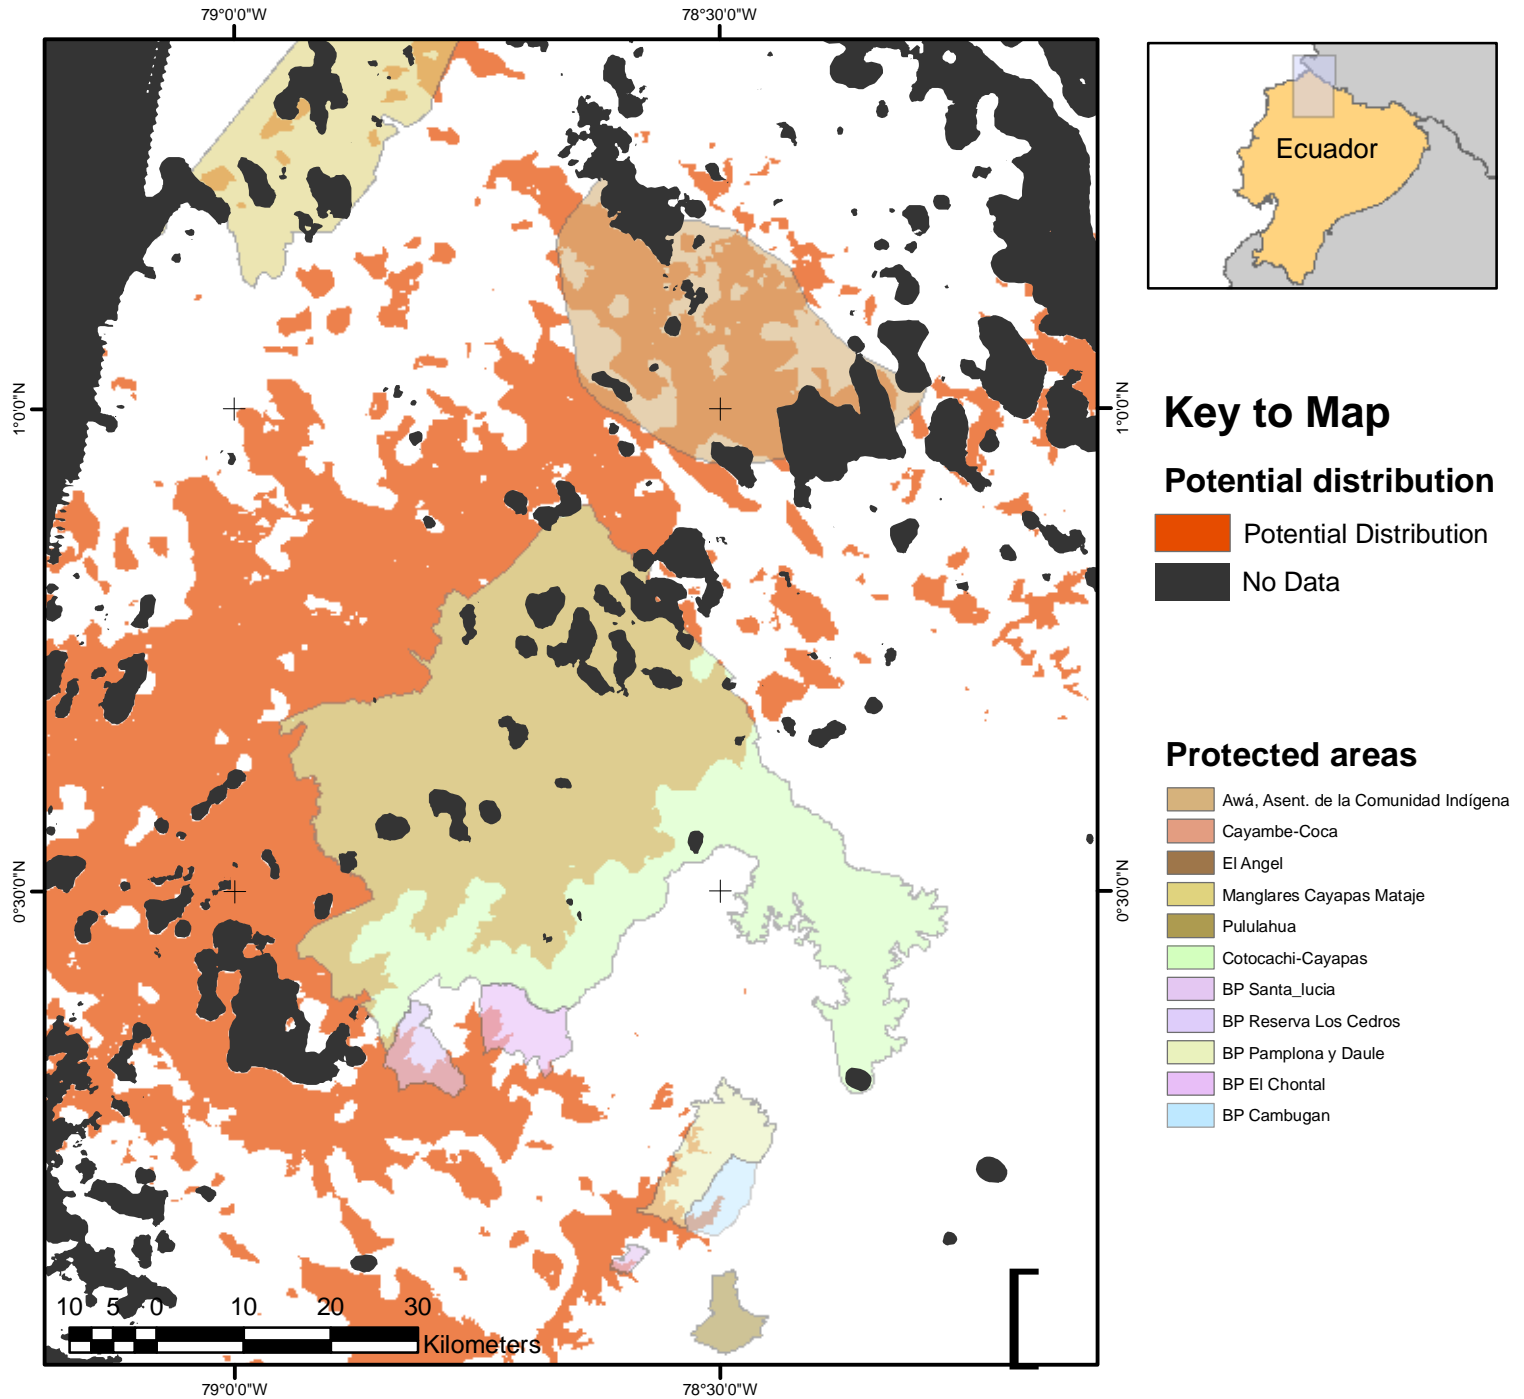 79°0'0"W
78°30'0"W
Ecuador
1°0'0"N
1°0'0"N
Key to Map
Potential distribution
Potential Distribution
No Data
Protected areas
Awá, Asent. de la Comunidad Indígena
Cayambe-Coca
El Angel
Manglares Cayapas Mataje
Pululahua
Cotocachi-Cayapas
BP Santa_lucia
BP Reserva Los Cedros
BP Pamplona y Daule
BP El Chontal
BP Cambugan
0°30'0"N
0°30'0"N
10 5 0 10 20 30
Kilometers
79°0'0"W
78°30'0"W